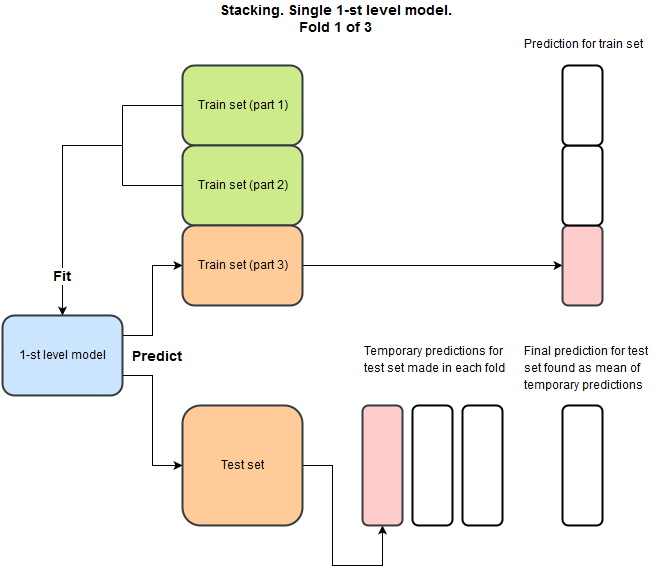 Stacking. Single 1-st level model.
Fold 1 of 3
Prediction for train set
Train set (part 1)
Train set (part 2)
Train set (part 3)
Fit
1-st level model
Predict
Temporary predictions for
test set made in each fold
Final prediction for test
set found as mean of
temporary predictions
Test set